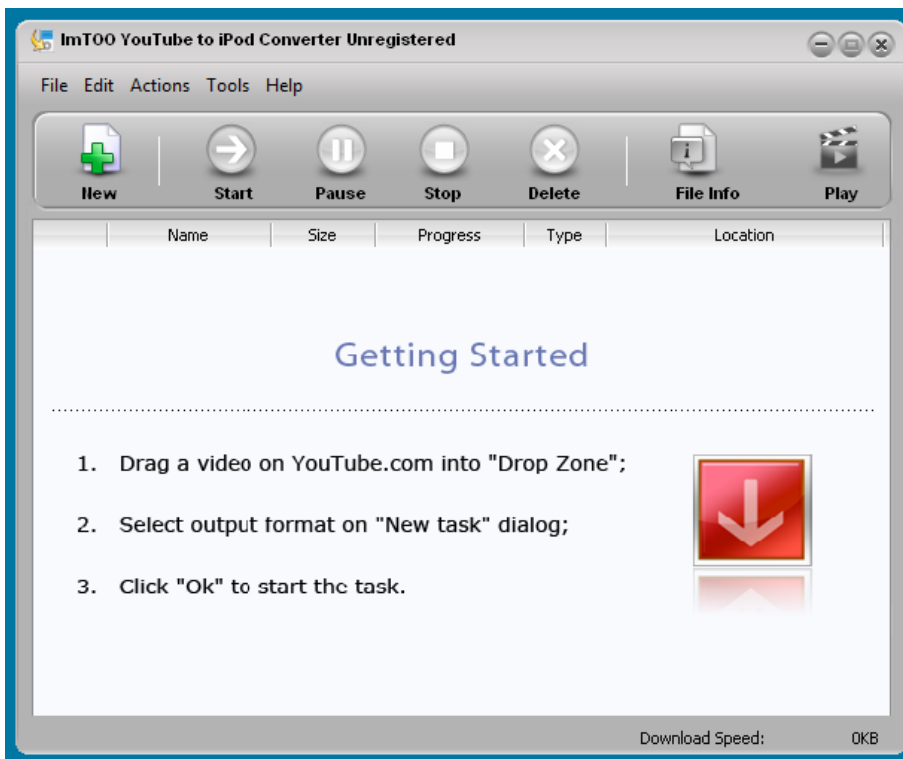 ImTOO YouTube to iPod Converter Unregistered
File Edit Actions Tools Help
New Start Pause Stop Delete File Info Play
Name Size Progress Type Location
Getting Started
1. Drag a video on YouTube.com into "Drop Zone";
2. Select output format on "New task" dialog;
3. Click "Ok" to start the task.
Download Speed: 0KB